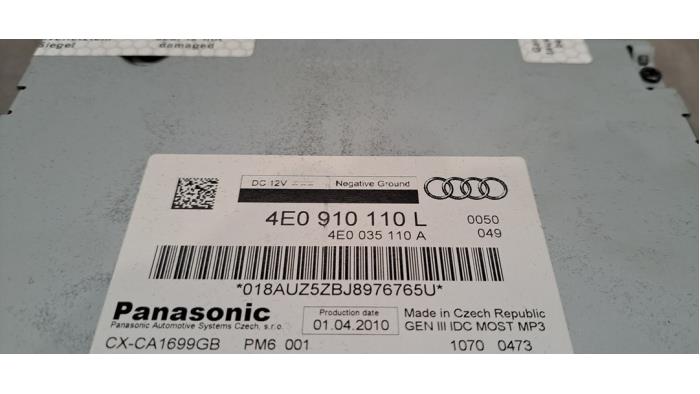 Siegel
damaged
DC 12V Negative Ground
4E0 910 110 L 0050
4E0 035 110 A 049
*018AUZ5ZBJ8976765U*
Panasonic
Panasonic Automotive Systems Czech, s.r.o.
Production date
01.04.2010
Made in Czech Republic
GEN III IDC MOST MP3
CX-CA1699GB PM6 001 1070 0473